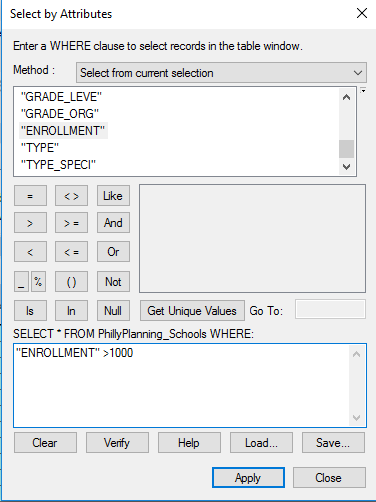 Select by Attributes
Enter a WHERE clause to select records in the table window.
Method : Select from current selection
"GRADE_LEVE"
"GRADE_ORG"
"ENROLLMENT"
"TYPE"
"TYPE_SPECI"
= < > Like
> > = And
< < = Or
_ % ( ) Not
Is In Null Get Unique Values Go To:
SELECT * FROM PhillyPlanning_Schools WHERE:
"ENROLLMENT" >1000
Clear Verify Help Load... Save...
Apply Close